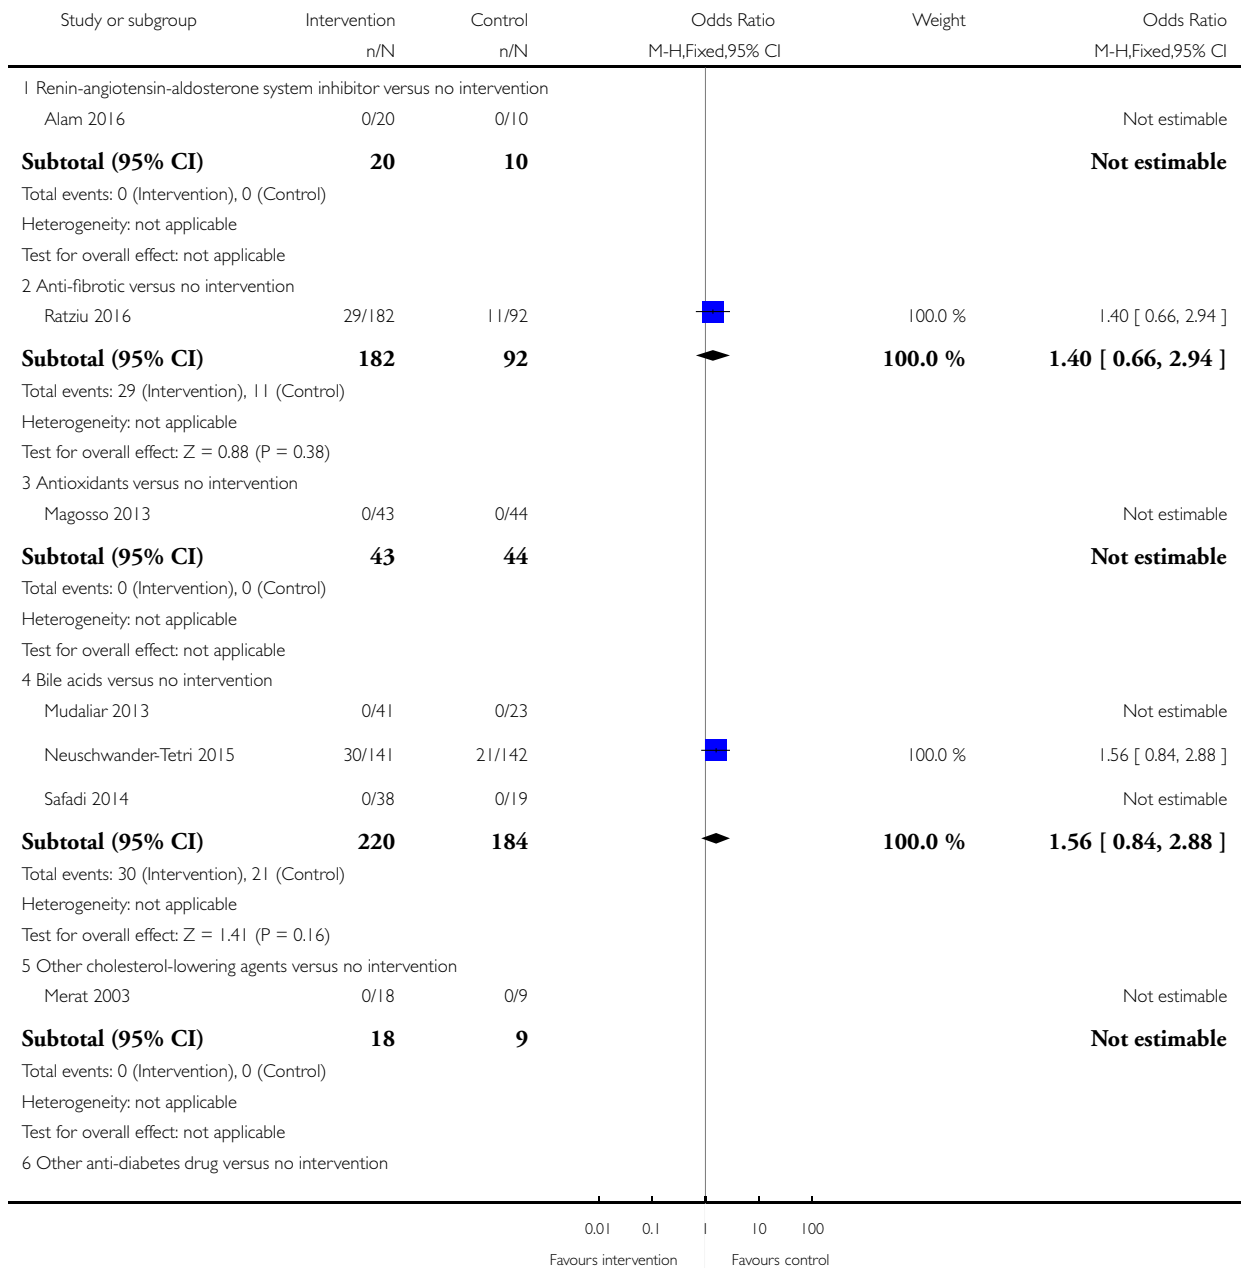 Study or subgroup Intervention Control Odds Ratio Weight Odds Ratio
n/N n/N M-H,Fixed,95% CI M-H,Fixed,95% CI
1 Renin-angiotensin-aldosterone system inhibitor versus no intervention
Alam 2016 0/20 0/10 Not estimable
Subtotal (95% CI) 20 10 Not estimable
Total events: 0 (Intervention), 0 (Control)
Heterogeneity: not applicable
Test for overall effect: not applicable
2 Anti-fibrotic versus no intervention
Ratziu 2016 29/182 11/92 100.0 % 1.40 [ 0.66, 2.94 ]
Subtotal (95% CI) 182 92 100.0 % 1.40 [ 0.66, 2.94 ]
Total events: 29 (Intervention), 11 (Control)
Heterogeneity: not applicable
Test for overall effect: Z = 0.88 (P = 0.38)
3 Antioxidants versus no intervention
Magosso 2013 0/43 0/44 Not estimable
Subtotal (95% CI) 43 44 Not estimable
Total events: 0 (Intervention), 0 (Control)
Heterogeneity: not applicable
Test for overall effect: not applicable
4 Bile acids versus no intervention
Mudaliar 2013 0/41 0/23 Not estimable
Neuschwander-Tetri 2015 30/141 21/142 100.0 % 1.56 [ 0.84, 2.88 ]
Safadi 2014 0/38 0/19 Not estimable
Subtotal (95% CI) 220 184 100.0 % 1.56 [ 0.84, 2.88 ]
Total events: 30 (Intervention), 21 (Control)
Heterogeneity: not applicable
Test for overall effect: Z = 1.41 (P = 0.16)
5 Other cholesterol-lowering agents versus no intervention
Merat 2003 0/18 0/9 Not estimable
Subtotal (95% CI) 18 9 Not estimable
Total events: 0 (Intervention), 0 (Control)
Heterogeneity: not applicable
Test for overall effect: not applicable
6 Other anti-diabetes drug versus no intervention
0.01 0.1 1 10 100
Favours intervention Favours control